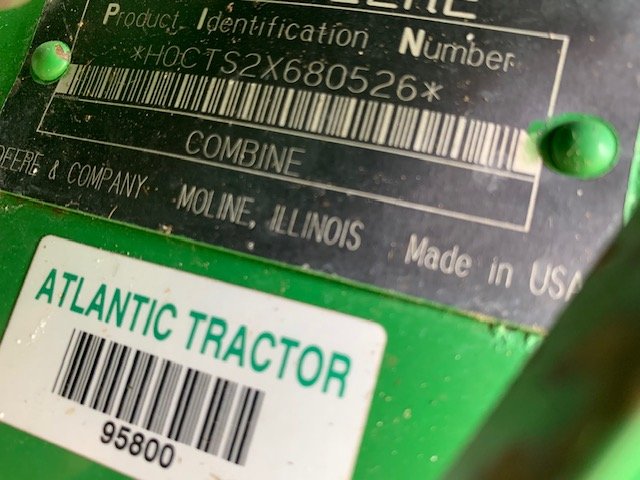 Product Identification Number
*H0CTS2X680526*
COMBINE
DEERE & COMPANY MOLINE, ILLINOIS Made in USA
ATLANTIC TRACTOR
95800